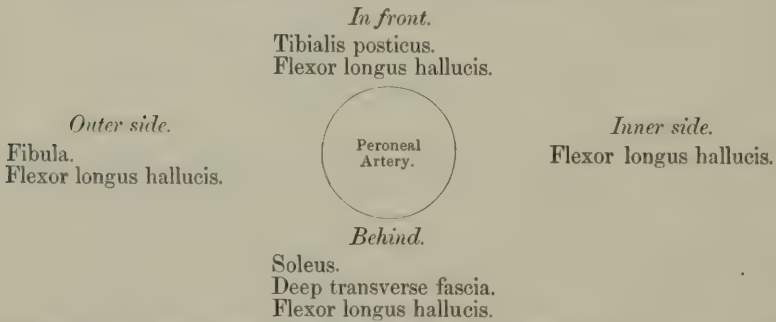 In front.
Tibialis posticus.
Flexor longus hallucis.
Outer side.
Fibula.
Flexor longus hallucis.
Peroneal
Artery.
Inner side.
Flexor longus hallucis.
Behind.
Soleus.
Deep transverse fascia.
Flexor longus hallucis.